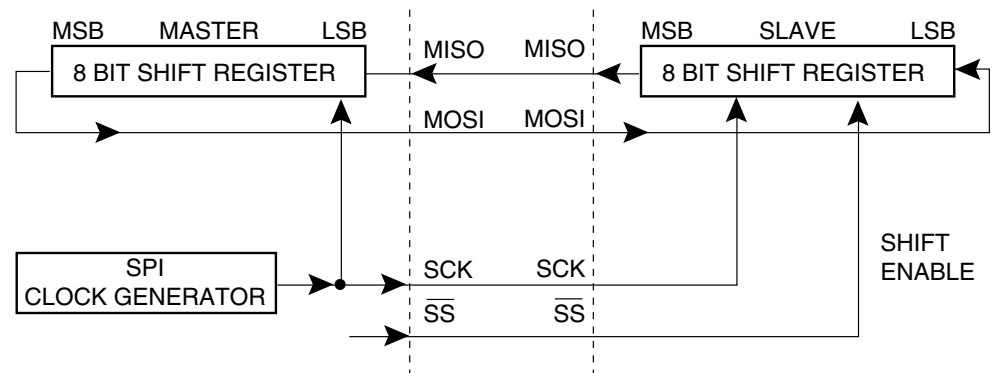 MSB MASTER LSB
8 BIT SHIFT REGISTER
MISO MISO
MSB SLAVE LSB
8 BIT SHIFT REGISTER
MOSI MOSI
SHIFT
ENABLE
SPI
CLOCK GENERATOR
SCK SCK
SS SS